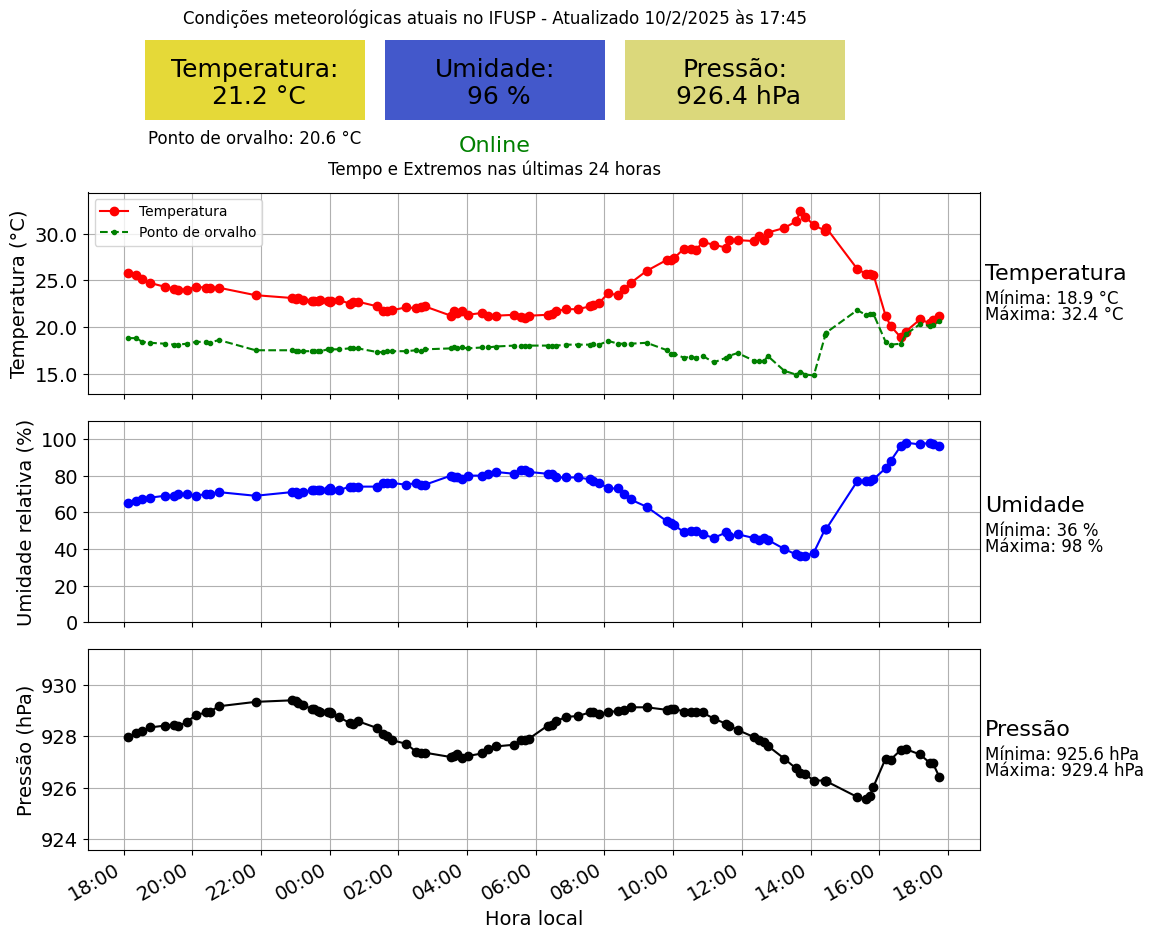 Condições meteorológicas atuais no IFUSP - Atualizado 10/2/2025 às 17:45
Temperatura:
21.2 °C
Umidade:
96 %
Pressão:
926.4 hPa
Ponto de orvalho: 20.6 °C
Online
Tempo e Extremos nas últimas 24 horas
Temperatura (°C)
30.0
25.0
20.0
15.0
Temperatura
Ponto de orvalho
Temperatura
Mínima: 18.9 °C
Máxima: 32.4 °C
Umidade relativa (%)
100
80
60
40
20
0
Umidade
Mínima: 36 %
Máxima: 98 %
Pressão (hPa)
930
928
926
924
Pressão
Mínima: 925.6 hPa
Máxima: 929.4 hPa
18:00 20:00 22:00 00:00 02:00 04:00 06:00 08:00 10:00 12:00 14:00 16:00 18:00
Hora local